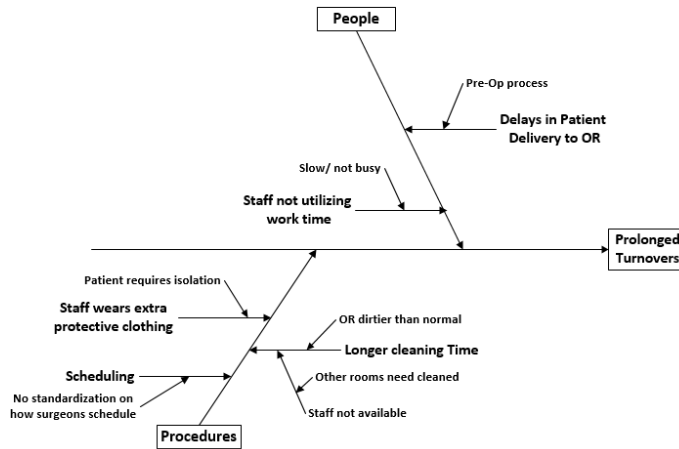 People
Pre-Op process
Delays in Patient
Delivery to OR
Slow/ not busy
Staff not utilizing
work time
Prolonged
Turnovers
Patient requires isolation
Staff wears extra
protective clothing
OR dirtier than normal
Longer cleaning Time
Scheduling
Other rooms need cleaned
No standardization on
how surgeons schedule
Staff not available
Procedures